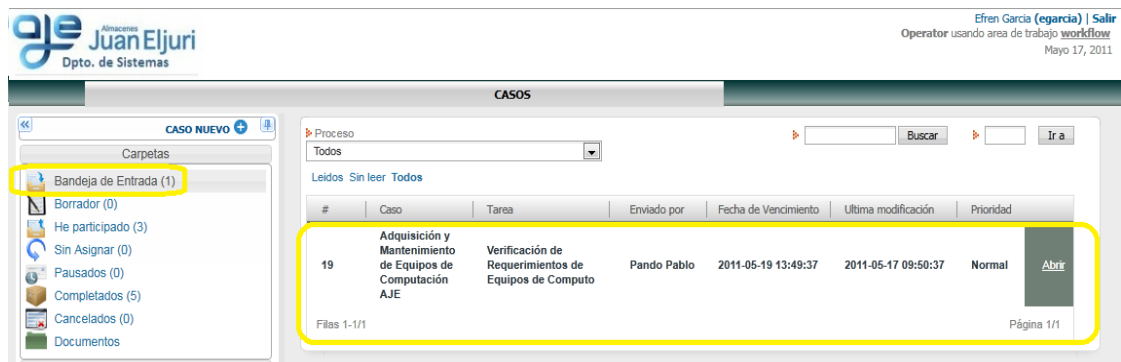 aje Almacenes
Juan Eljuri
Dpto. de Sistemas
Efren Garcia (egarcia) | Salir
Operator usando area de trabajo workflow
Mayo 17, 2011
CASOS
CASO NUEVO
Carpetas
Bandeja de Entrada (1)
Borrador (0)
He participado (3)
Sin Asignar (0)
Pausados (0)
Completados (5)
Cancelados (0)
Documentos
Proceso
Todos
Buscar
Ir a
Leidos Sin leer Todos
# Caso Tarea Enviado por Fecha de Vencimiento Ultima modificación Prioridad
Adquisición y
Mantenimiento Verificación de
19 de Equipos de Requerimientos de Pando Pablo 2011-05-19 13:49:37 2011-05-17 09:50:37 Normal Abrir
Computación Equipos de Computo
AJE
Filas 1-1/1 Página 1/1